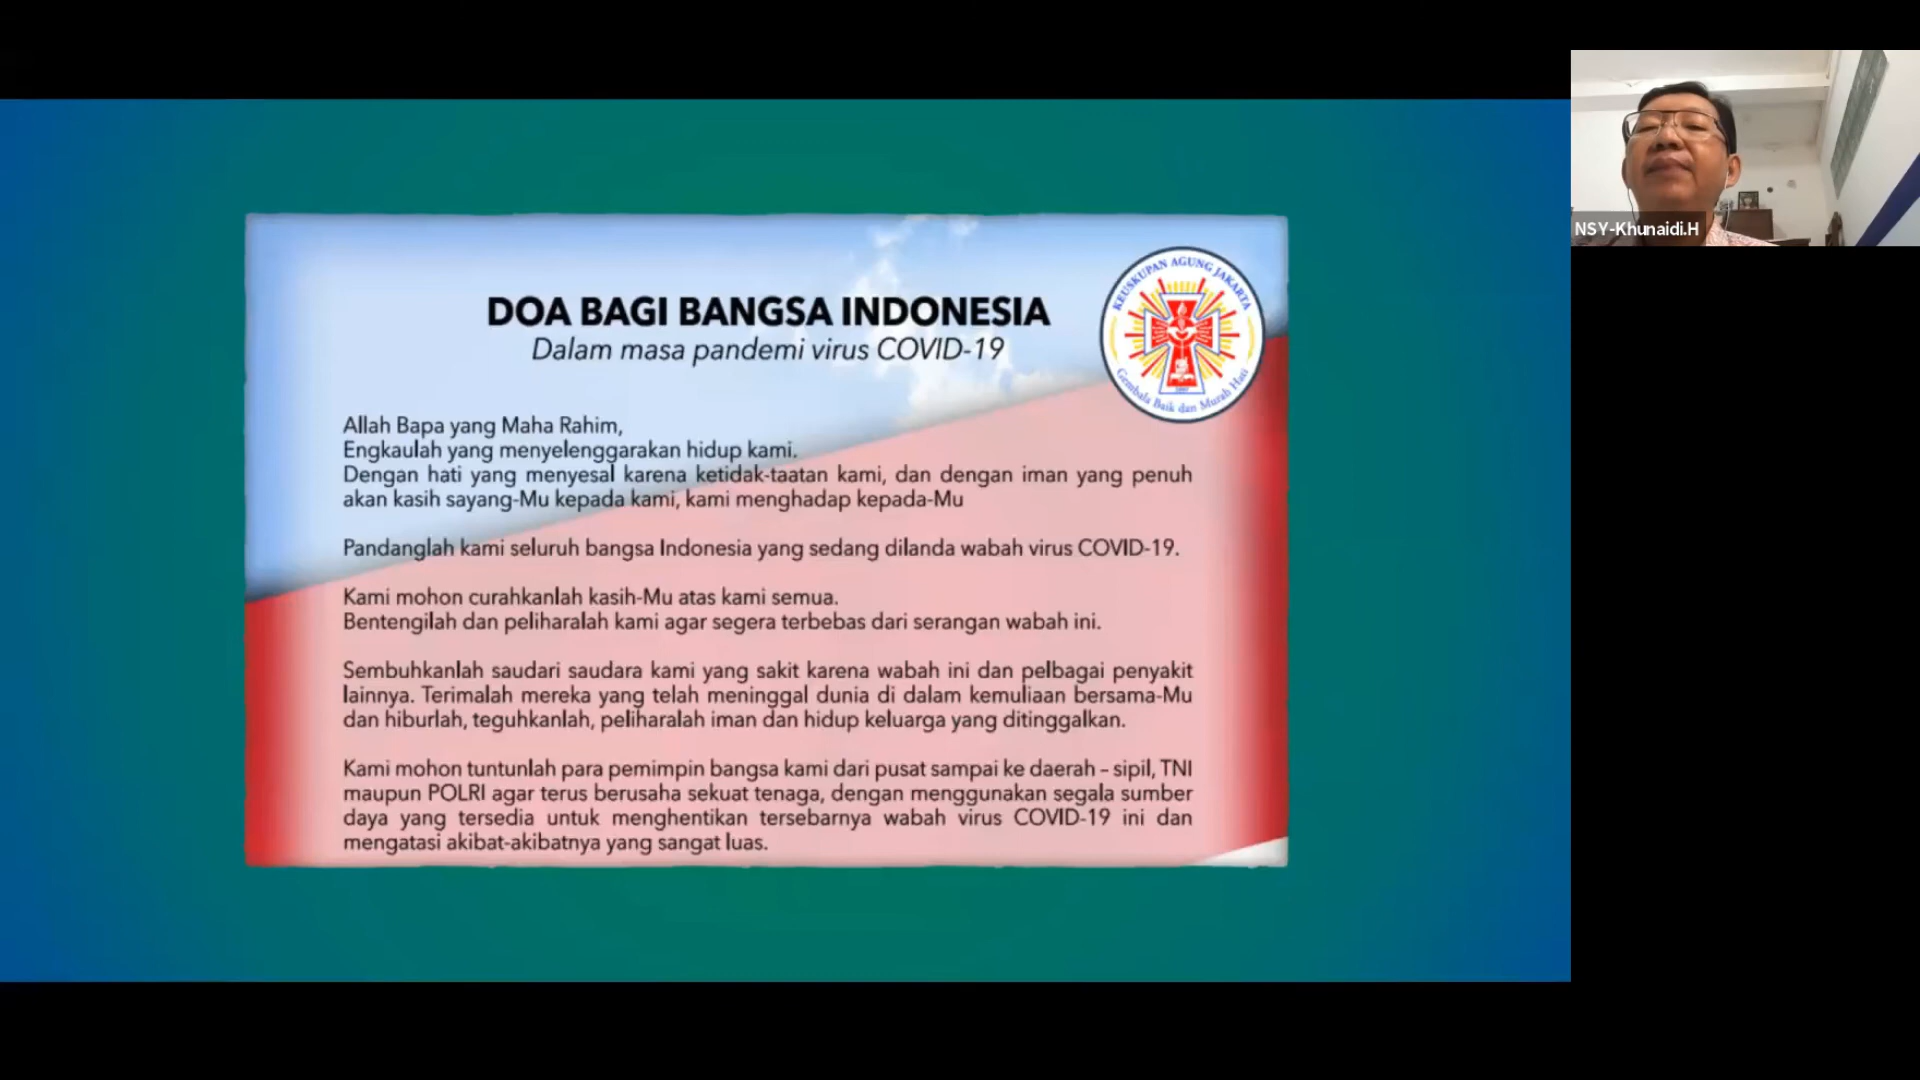 DOA BAGI BANGSA INDONESIA
Dalam masa pandemi virus COVID-19
KEUSKUPAN AGUNG JAKARTA
Gembala Baik dan Murah Hati
Allah Bapa yang Maha Rahim,
Engkaulah yang menyelenggarakan hidup kami.
Dengan hati yang menyesal karena ketidak-taatan kami, dan dengan iman yang penuh
akan kasih sayang-Mu kepada kami, kami menghadap kepada-Mu
Pandanglah kami seluruh bangsa Indonesia yang sedang dilanda wabah virus COVID-19.
Kami mohon curahkanlah kasih-Mu atas kami semua.
Bentengilah dan peliharalah kami agar segera terbebas dari serangan wabah ini.
Sembuhkanlah saudari saudara kami yang sakit karena wabah ini dan pelbagai penyakit
lainnya. Terimalah mereka yang telah meninggal dunia di dalam kemuliaan bersama-Mu
dan hiburlah, teguhkanlah, peliharalah iman dan hidup keluarga yang ditinggalkan.
Kami mohon tuntunlah para pemimpin bangsa kami dari pusat sampai ke daerah – sipil, TNI
maupun POLRI agar terus berusaha sekuat tenaga, dengan menggunakan segala sumber
daya yang tersedia untuk menghentikan tersebarnya wabah virus COVID-19 ini dan
mengatasi akibat-akibatnya yang sangat luas.
NSY-Khunaidi.H